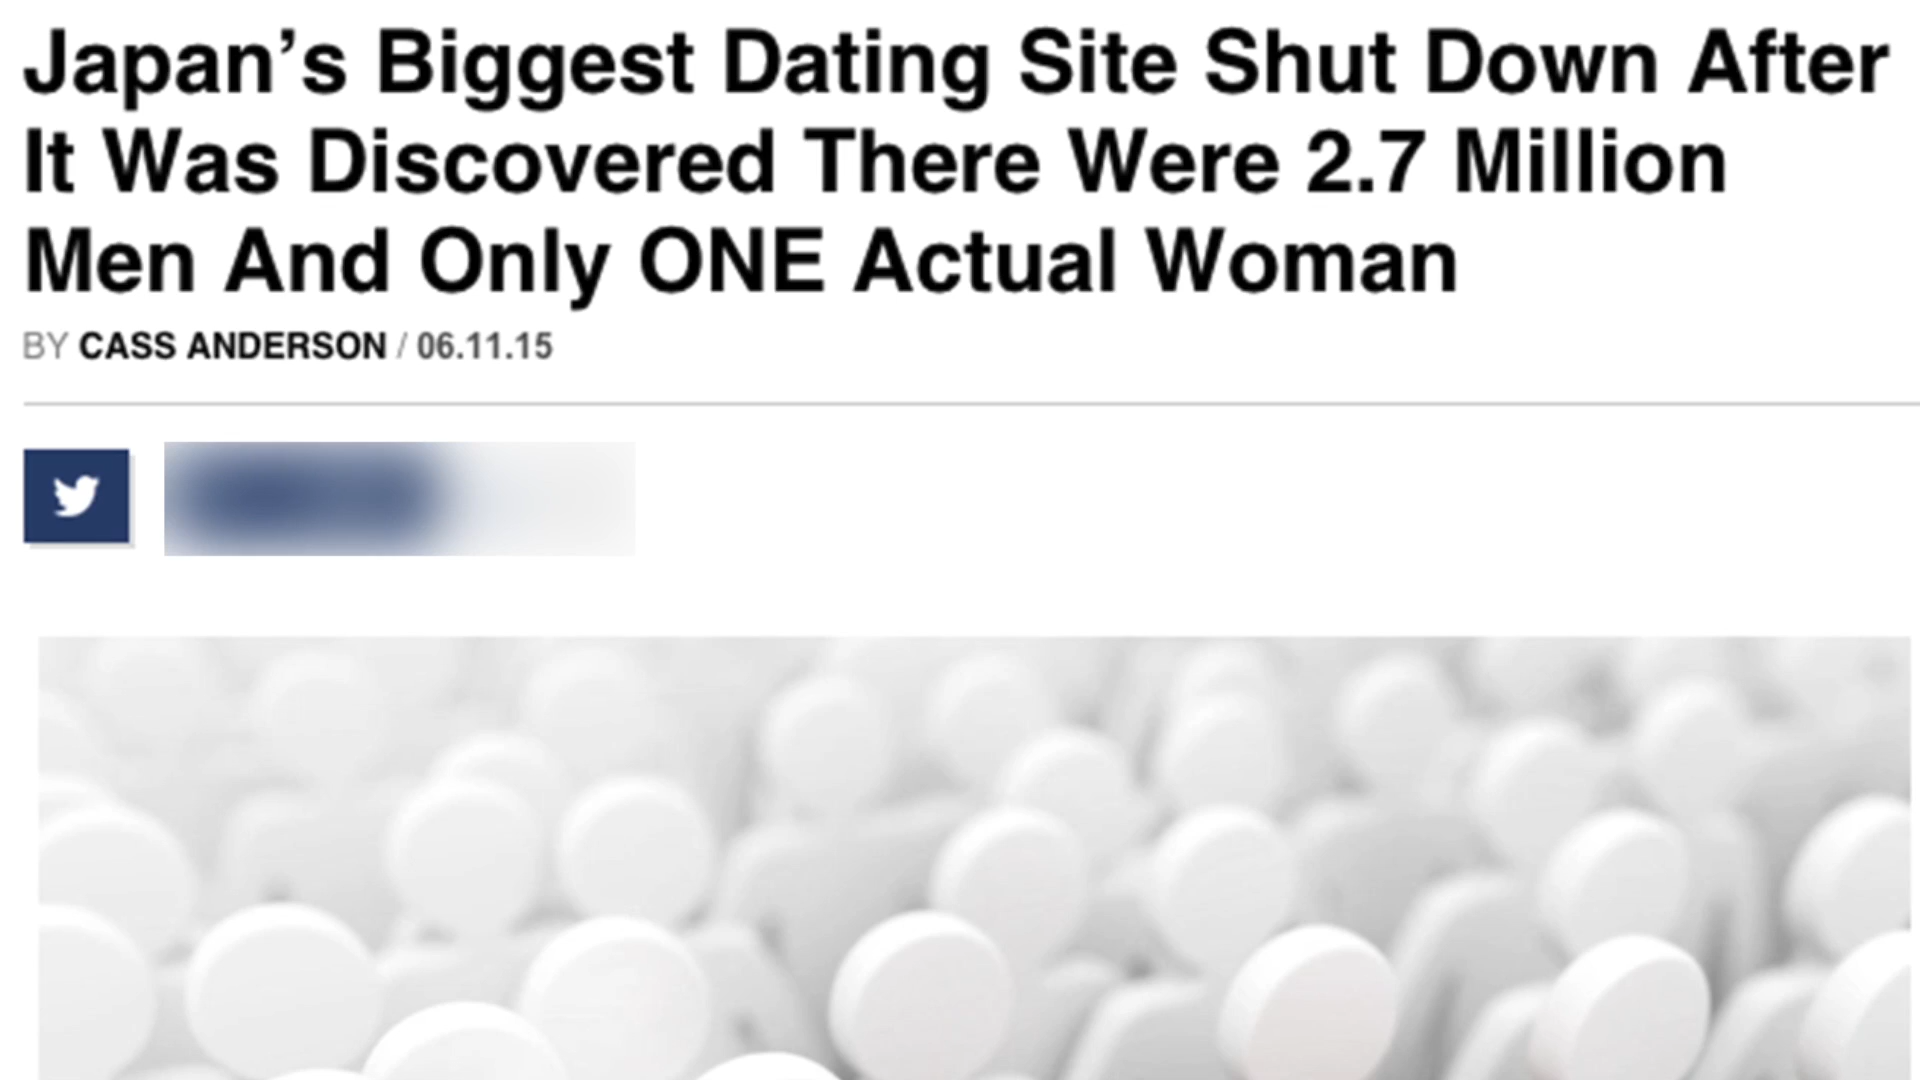 Japan’s Biggest Dating Site Shut Down After
It Was Discovered There Were 2.7 Million
Men And Only ONE Actual Woman
BY CASS ANDERSON / 06.11.15